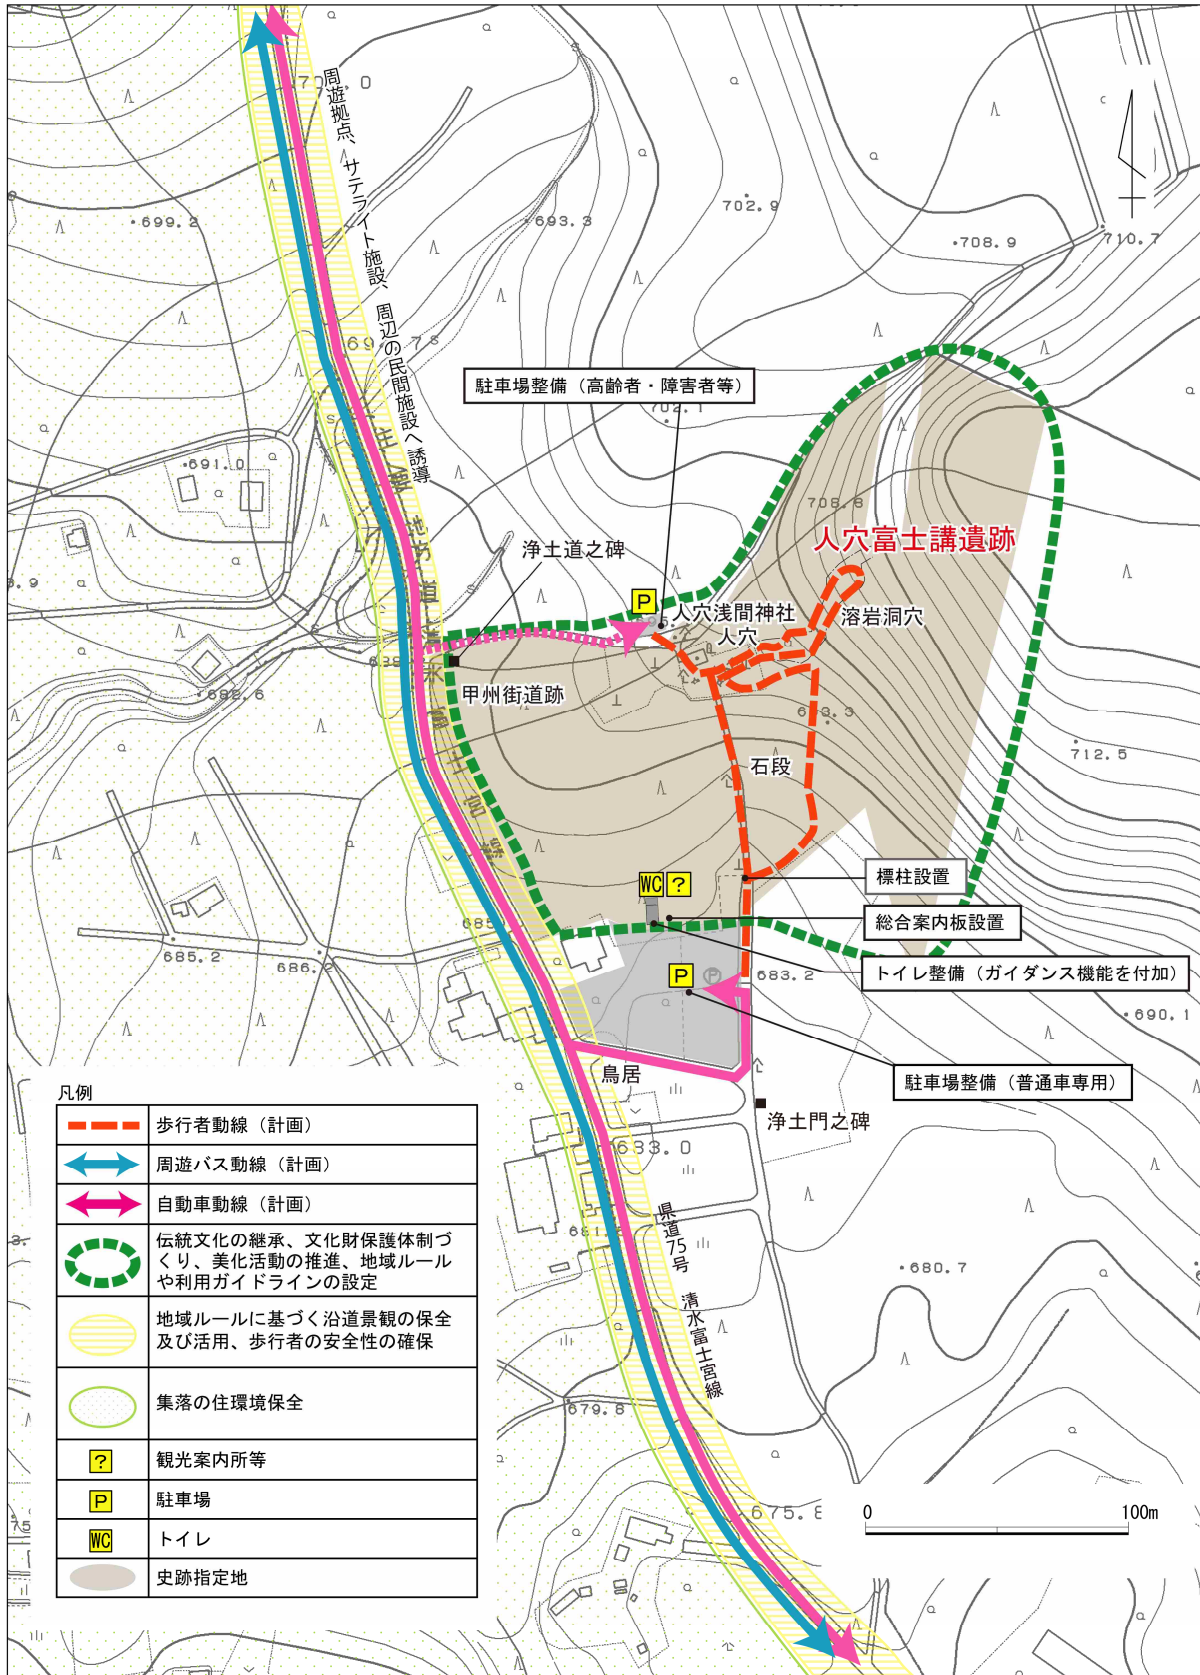 周遊拠点、サテライト施設、周辺の民間施設へ誘導
702.9
699.2
693.3
708.9
710.7
駐車場整備（高齢者・障害者等）
702.1
691.0
708.8
人穴富士講遺跡
浄土道之碑
P
人穴浅間神社
人穴
溶岩洞穴
甲州街道跡
688.6
673.3
712.5
石段
WC
?
標柱設置
総合案内板設置
トイレ整備（ガイダンス機能を付加）
685.2
686.2
P
683.2
690.1
駐車場整備（普通車専用）
鳥居
浄土門之碑
683.0
県道75号　清水富士宮線
680.7
679.8
0
100m
凡例
歩行者動線（計画）
周遊バス動線（計画）
自動車動線（計画）
伝統文化の継承、文化財保護体制づ
くり、美化活動の推進、地域ルール
や利用ガイドラインの設定
地域ルールに基づく沿道景観の保全
及び活用、歩行者の安全性の確保
集落の住環境保全
?
観光案内所等
P
駐車場
WC
トイレ
史跡指定地